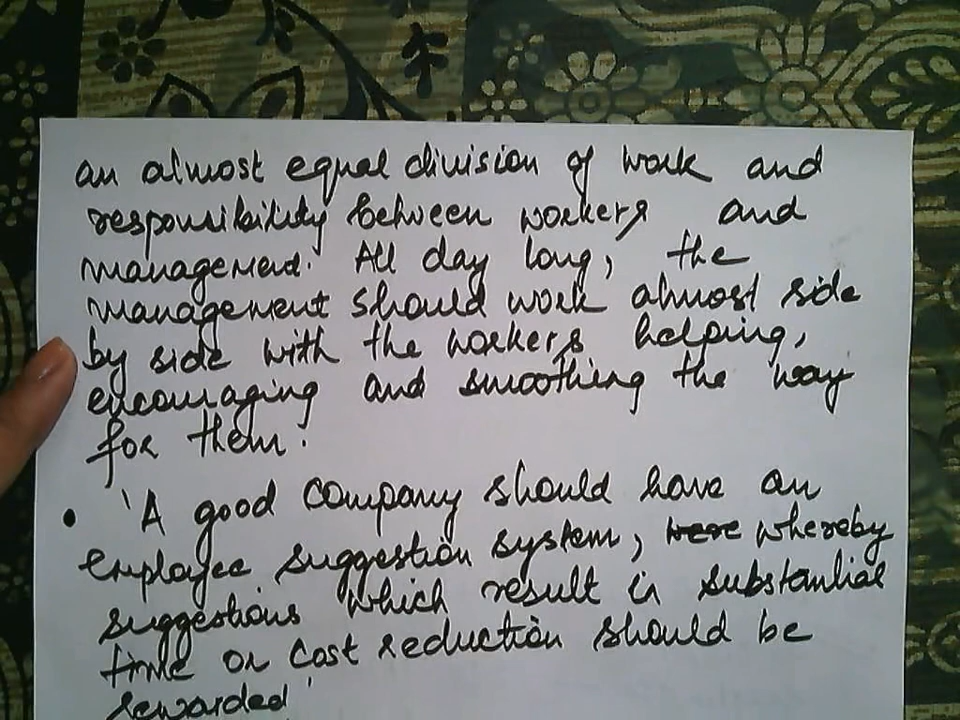 an almost equal division of work and
responsibility between workers and
management. All day long, the
management should work almost side
by side with the workers helping,
encouraging and smoothing the way
for them.
• 'A good company should have an
employee suggestion system, were whereby
suggestions which result in substantial
time or cost reduction should be
rewarded'